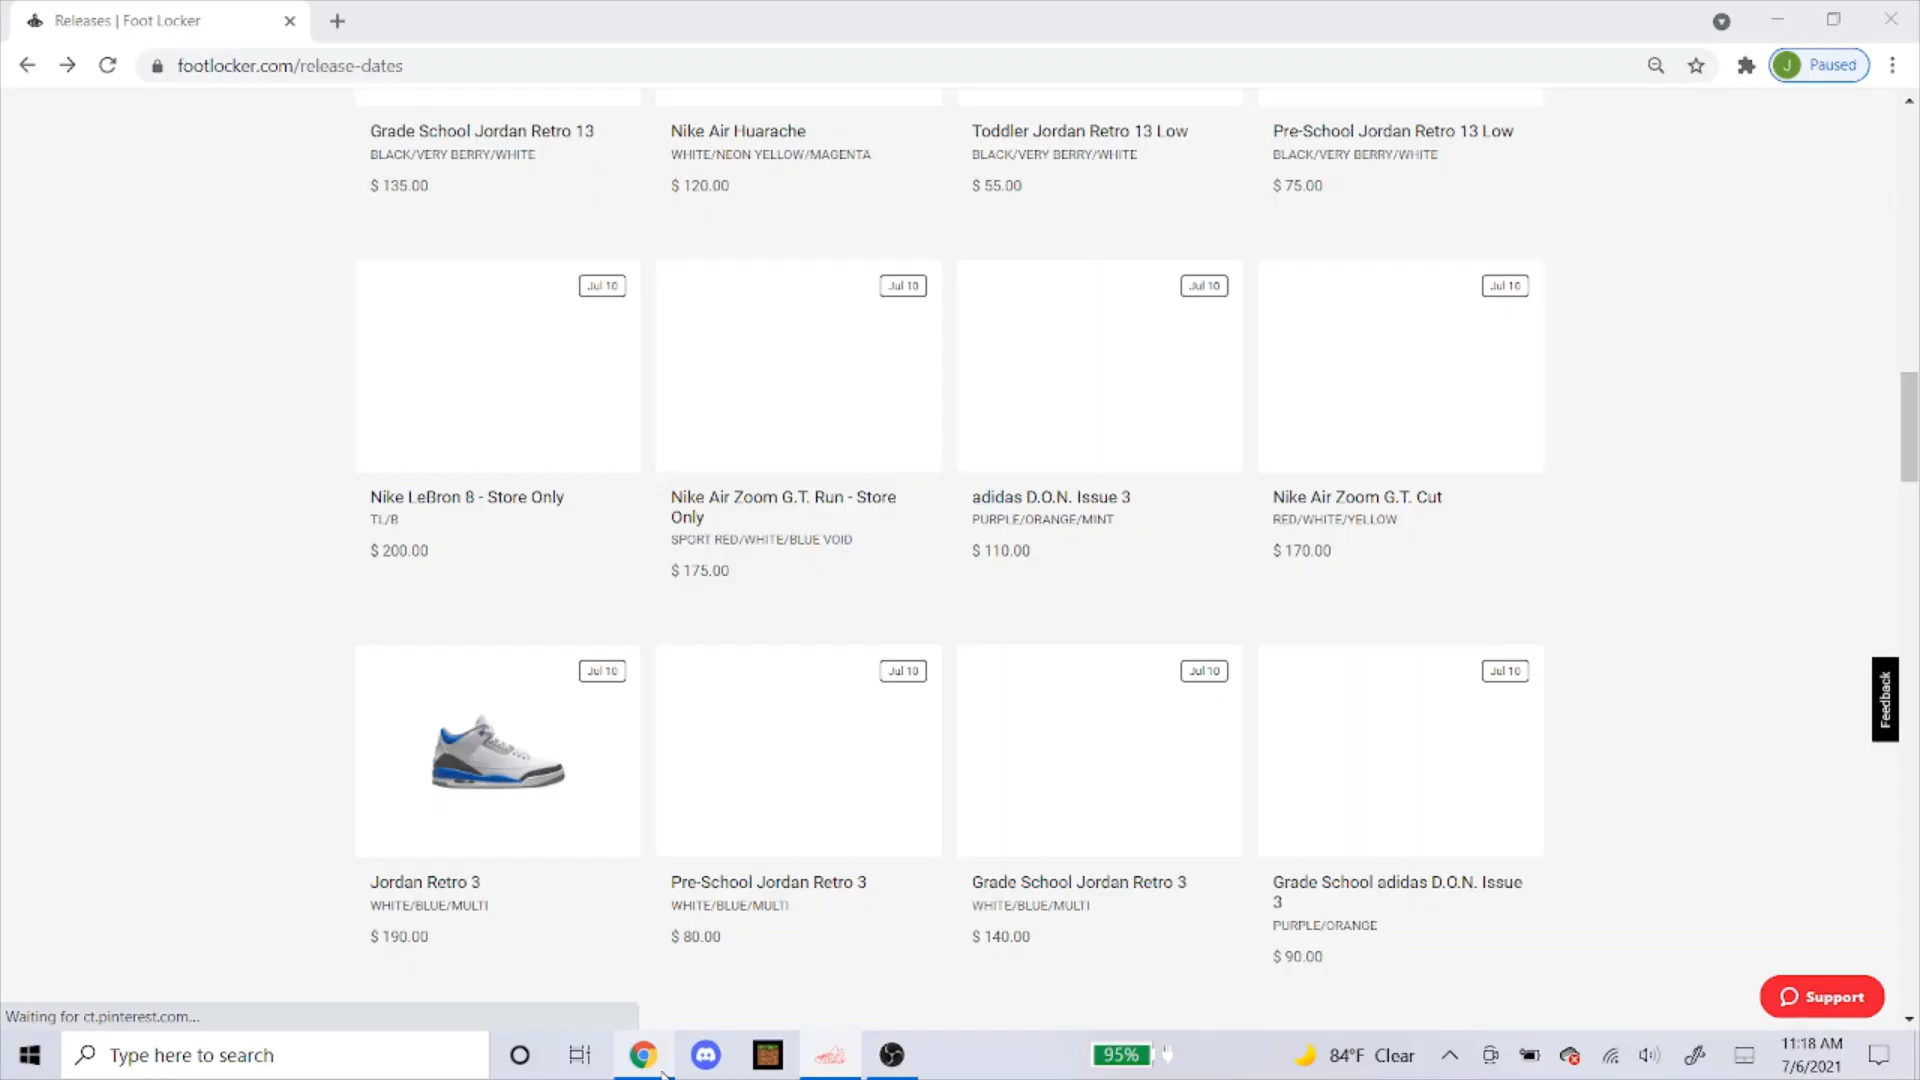 Releases | Foot Locker
footlocker.com/release-dates
J Paused
Grade School Jordan Retro 13
BLACK/VERY BERRY/WHITE
$ 135.00
Nike Air Huarache
WHITE/NEON YELLOW/MAGENTA
$ 120.00
Toddler Jordan Retro 13 Low
BLACK/VERY BERRY/WHITE
$ 55.00
Pre-School Jordan Retro 13 Low
BLACK/VERY BERRY/WHITE
$ 75.00
Jul 10
Nike LeBron 8 - Store Only
TL/B
$ 200.00
Jul 10
Nike Air Zoom G.T. Run - Store
Only
SPORT RED/WHITE/BLUE VOID
$ 175.00
Jul 10
adidas D.O.N. Issue 3
PURPLE/ORANGE/MINT
$ 110.00
Jul 10
Nike Air Zoom G.T. Cut
RED/WHITE/YELLOW
$ 170.00
Jul 10
Jordan Retro 3
WHITE/BLUE/MULTI
$ 190.00
Jul 10
Pre-School Jordan Retro 3
WHITE/BLUE/MULTI
$ 80.00
Jul 10
Grade School Jordan Retro 3
WHITE/BLUE/MULTI
$ 140.00
Jul 10
Grade School adidas D.O.N. Issue
3
PURPLE/ORANGE
$ 90.00
Feedback
Support
Waiting for ct.pinterest.com...
Type here to search
95%
84°F Clear
11:18 AM
7/6/2021